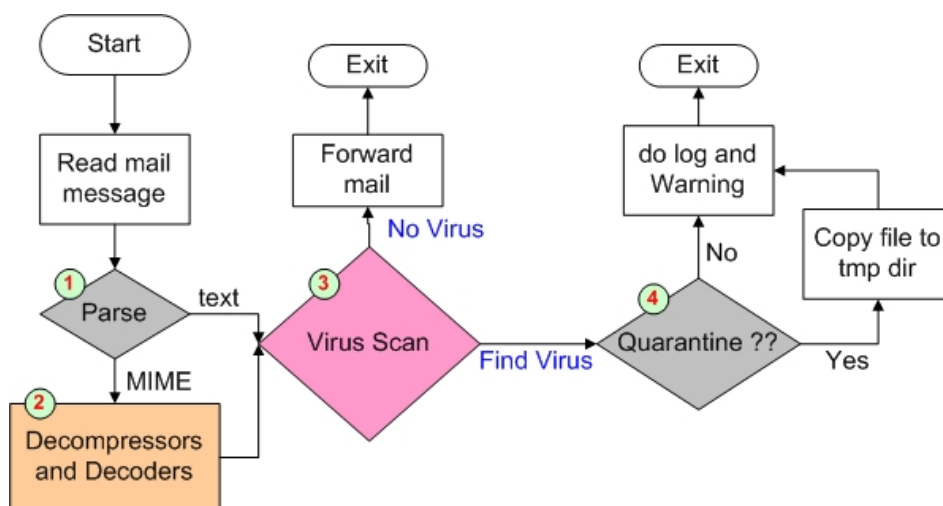 Start
Read mail
message
1
Parse
text
MIME
2
Decompressors
and Decoders
3
Virus Scan
No Virus
Forward
mail
Exit
Find Virus
4
Quarantine ??
No
do log and
Warning
Exit
Yes
Copy file to
tmp dir